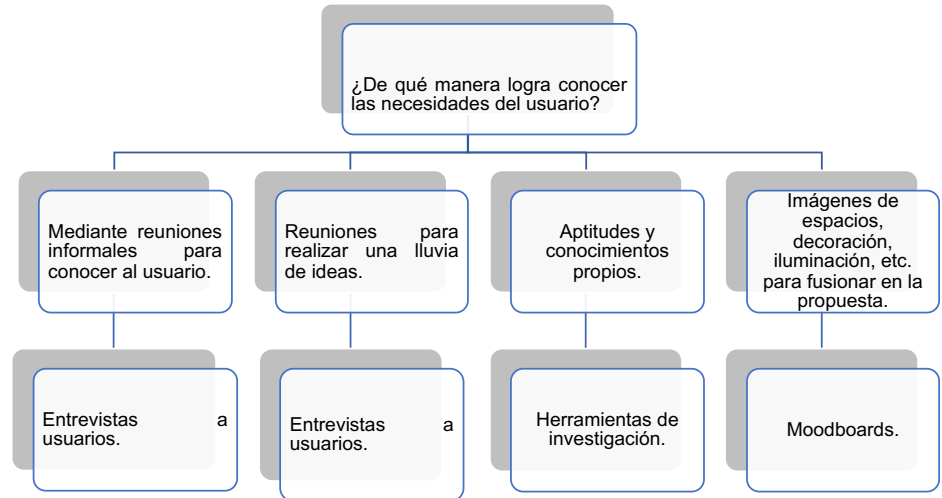 ¿De qué manera logra conocer
las necesidades del usuario?
Mediante reuniones
informales para
conocer al usuario.
Reuniones para
realizar una lluvia
de ideas.
Aptitudes y
conocimientos
propios.
Imágenes de
espacios,
decoración,
iluminación, etc.
para fusionar en la
propuesta.
Entrevistas a
usuarios.
Entrevistas a
usuarios.
Herramientas de
investigación.
Moodboards.